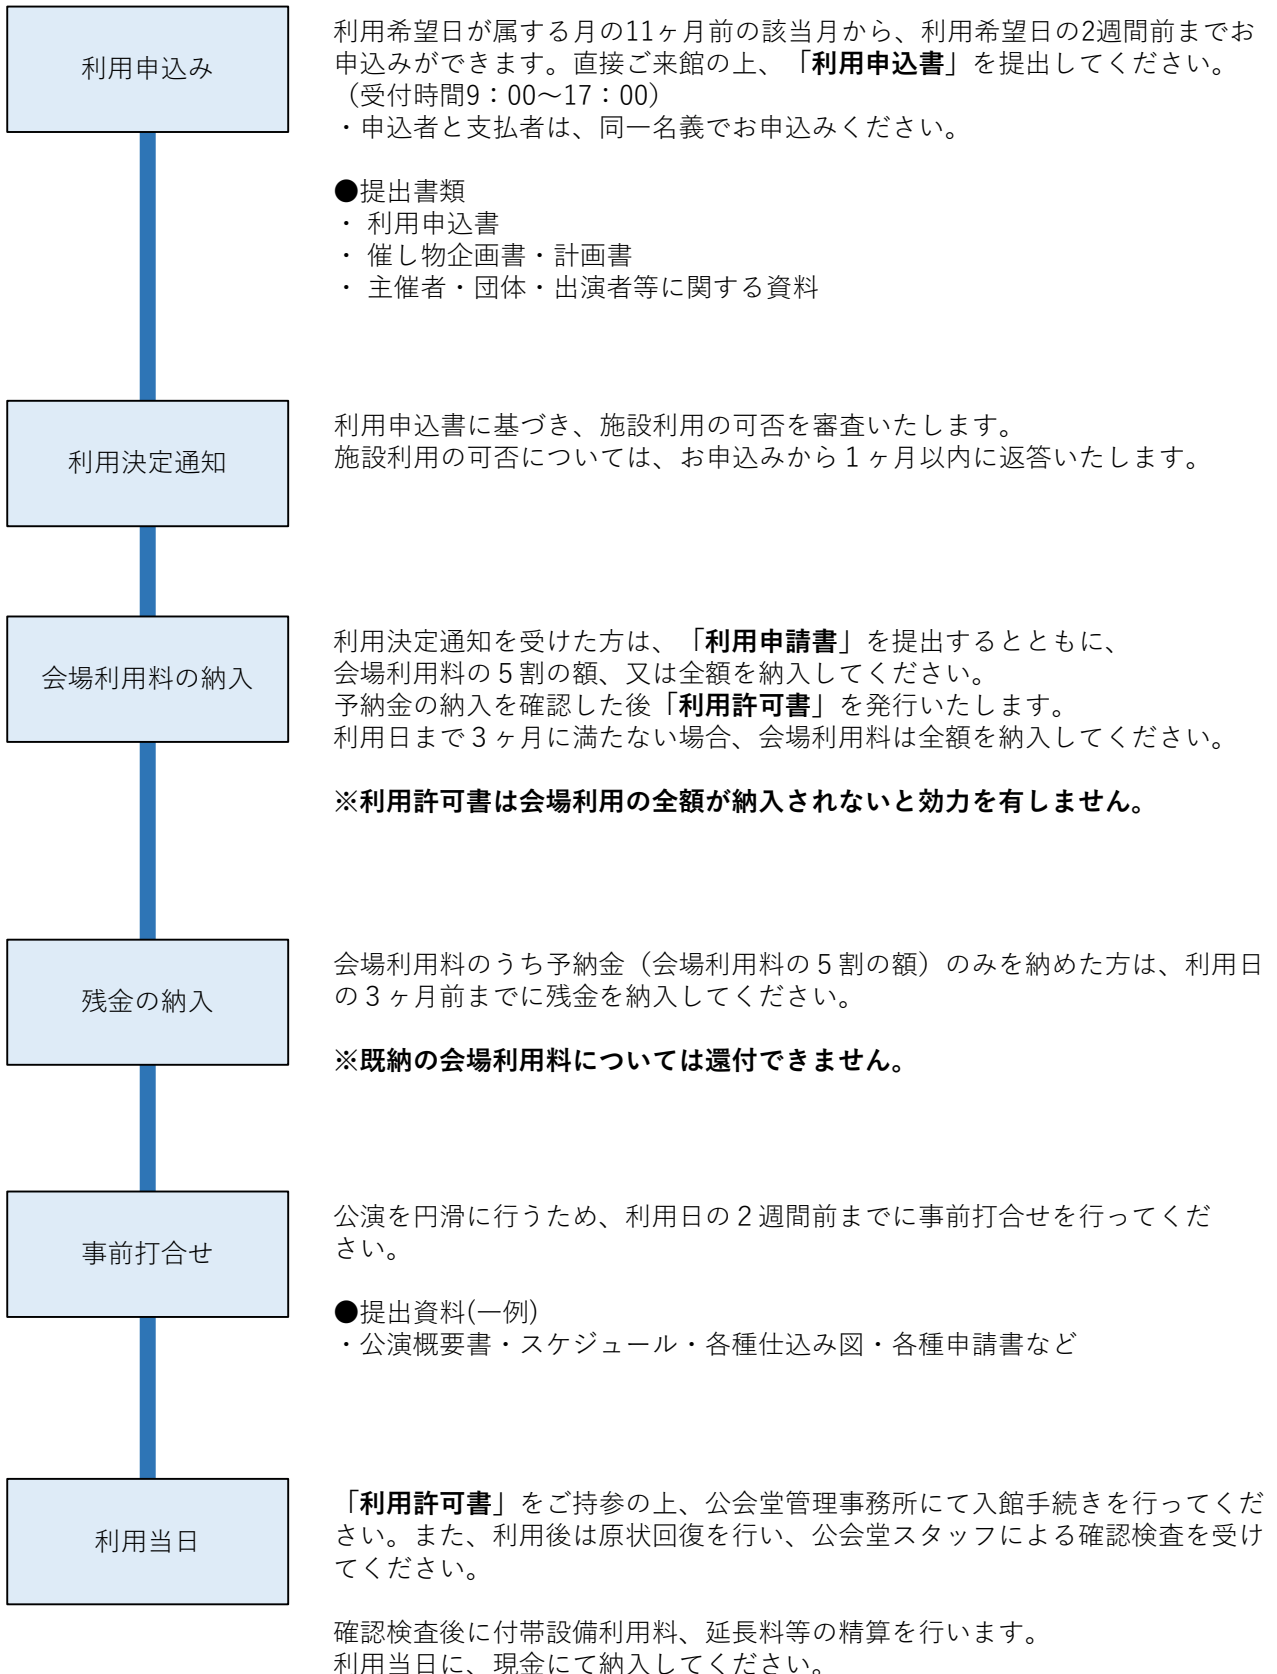 利用申込み
利用希望日が属する月の11ヶ月前の該当月から、利用希望日の2週間前までお
申込みができます。直接ご来館の上、「利用申込書」を提出してください。
（受付時間9：00～17：00）
・申込者と支払者は、同一名義でお申込みください。
●提出書類
・ 利用申込書
・ 催し物企画書・計画書
・ 主催者・団体・出演者等に関する資料
利用決定通知
利用申込書に基づき、施設利用の可否を審査いたします。
施設利用の可否については、お申込みから１ヶ月以内に返答いたします。
会場利用料の納入
利用決定通知を受けた方は、「利用申請書」を提出するとともに、
会場利用料の５割の額、又は全額を納入してください。
予納金の納入を確認した後「利用許可書」を発行いたします。
利用日まで３ヶ月に満たない場合、会場利用料は全額を納入してください。
※利用許可書は会場利用の全額が納入されないと効力を有しません。
残金の納入
会場利用料のうち予納金（会場利用料の５割の額）のみを納めた方は、利用日
の３ヶ月前までに残金を納入してください。
※既納の会場利用料については還付できません。
事前打合せ
公演を円滑に行うため、利用日の２週間前までに事前打合せを行ってくだ
さい。
●提出資料(一例)
・公演概要書・スケジュール・各種仕込み図・各種申請書など
利用当日
「利用許可書」をご持参の上、公会堂管理事務所にて入館手続きを行ってくだ
さい。また、利用後は原状回復を行い、公会堂スタッフによる確認検査を受け
てください。
確認検査後に付帯設備利用料、延長料等の精算を行います。
利用当日に、現金にて納入してください。